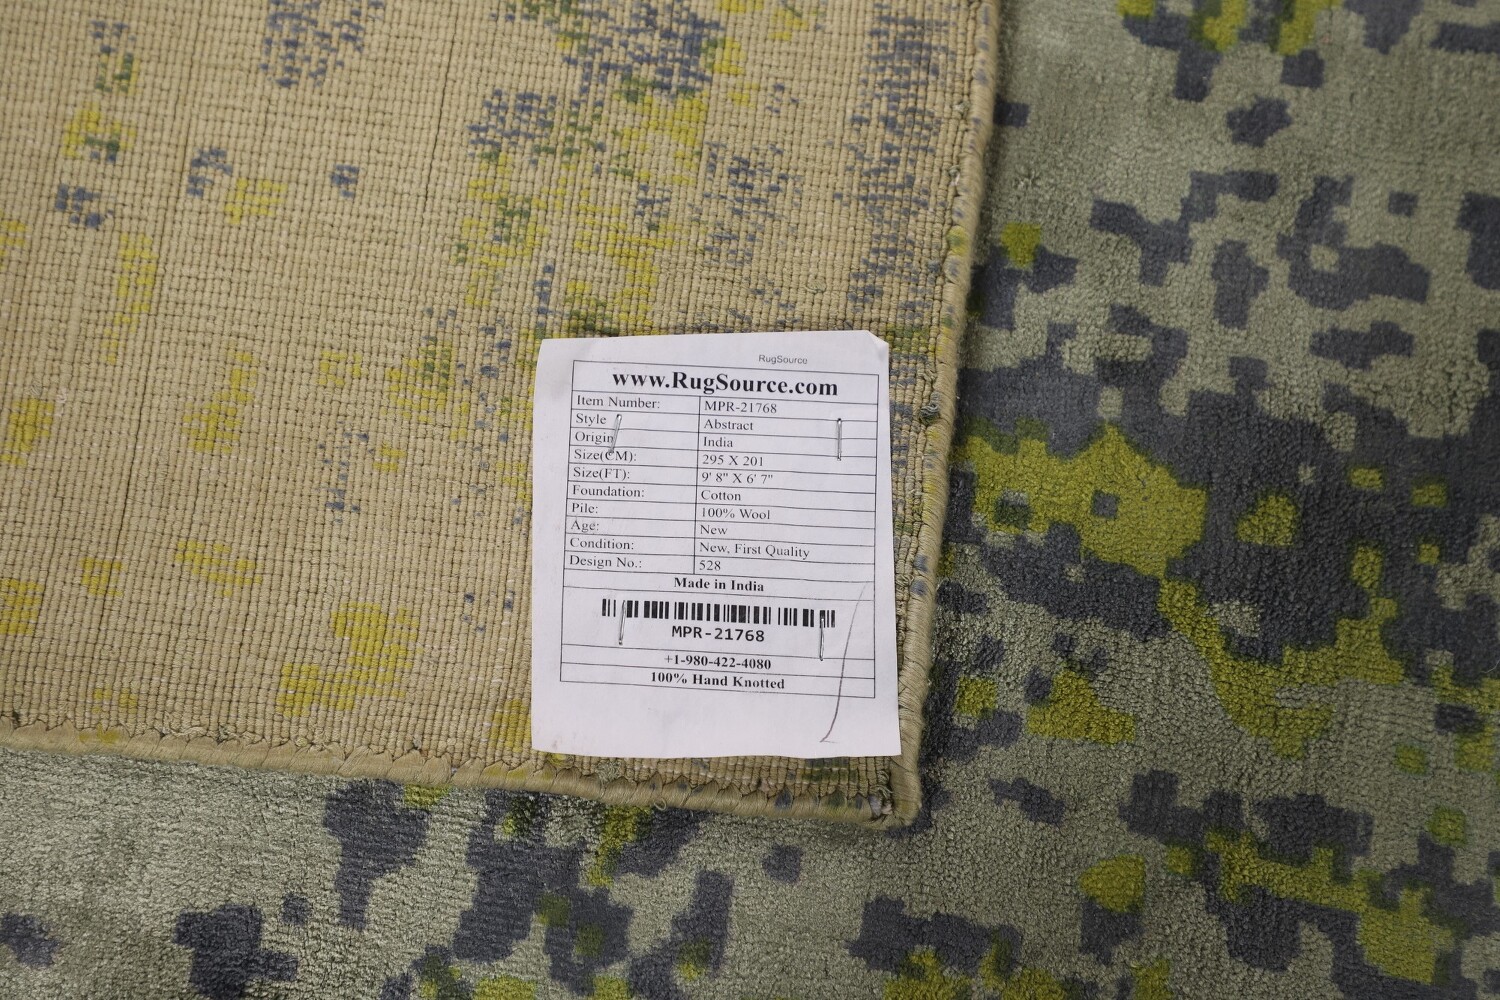 RugSource
www.RugSource.com
Item Number: MPR-21768
Style Abstract
Origin India
Size(CM): 295 X 201
Size(FT): 9' 8" X 6' 7"
Foundation: Cotton
Pile: 100% Wool
Age: New
Condition: New, First Quality
Design No.: 528
Made in India
MPR-21768
+1-980-422-4080
100% Hand Knotted